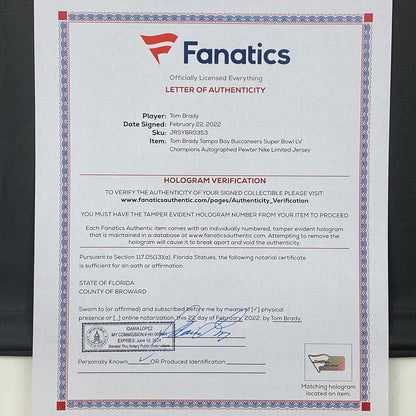 Fanatics
Officially Licensed Everything
LETTER OF AUTHENTICITY
Player: Tom Brady
Date Signed: February 22, 2022
Sku: JRSYBR0353
Item: Tom Brady Tampa Bay Buccaneers Super Bowl LV
Champions Autographed Pewter Nike Limited Jersey
HOLOGRAM VERIFICATION
TO VERIFY THE AUTHENTICITY OF YOUR SIGNED COLLECTIBLE PLEASE VISIT:
www.fanaticsauthentic.com/pages/Authenticity_Verification
YOU MUST HAVE THE TAMPER EVIDENT HOLOGRAM NUMBER FROM YOUR ITEM TO PROCEED
Each Fanatics Authentic item comes with an individually numbered, tamper evident hologram
that is maintained in a database at www.fanaticsauthentic.com. Attempting to remove the
hologram will cause it to break apart and void the authenticity.
Pursuant to Section 117.05(13)(a), Florida Statues, the following notarial certificate
is sufficient for an oath or affirmation.
STATE OF FLORIDA
COUNTY OF BROWARD
Sworn to (or affirmed) and subscribed before me by means of [✓] physical
presence or [_] online notarization, this 22 day of February, 2022, by Tom Brady.
IDANIA LOPEZ
MY COMMISSION # HH
EXPIRES: June 10, 2024
Bonded Thru Notary Public Underwriters
Personally Known ✓ OR Produced Identification
Matching hologram
located on item.